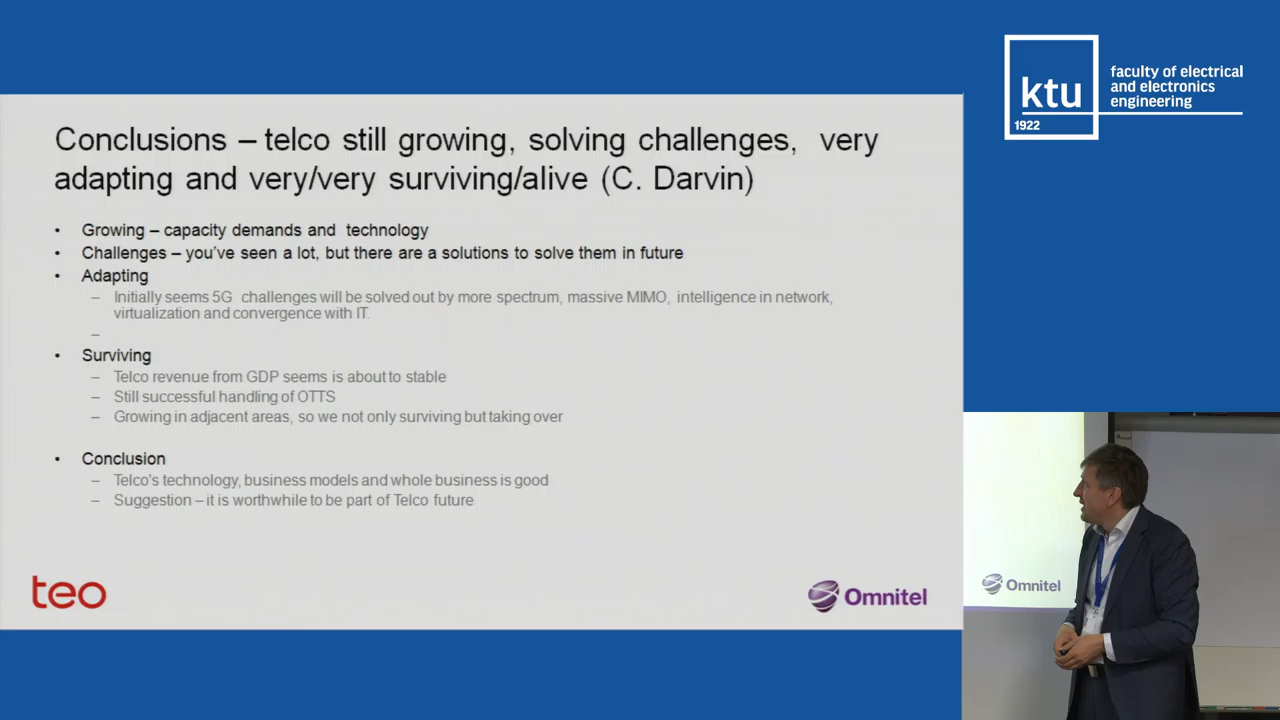 ktu
1922
faculty of electrical
and electronics
engineering
Conclusions – telco still growing, solving challenges, very
adapting and very/very surviving/alive (C. Darvin)
• Growing – capacity demands and technology
• Challenges – you've seen a lot, but there are a solutions to solve them in future
• Adapting
– Initially seems 5G challenges will be solved out by more spectrum, massive MIMO, intelligence in network,
virtualization and convergence with IT.
–
• Surviving
– Telco revenue from GDP seems is about to stable
– Still successful handling of OTTS
– Growing in adjacent areas, so we not only surviving but taking over
• Conclusion
– Telco's technology, business models and whole business is good
– Suggestion – it is worthwhile to be part of Telco future
teo
Omnitel
Omnitel